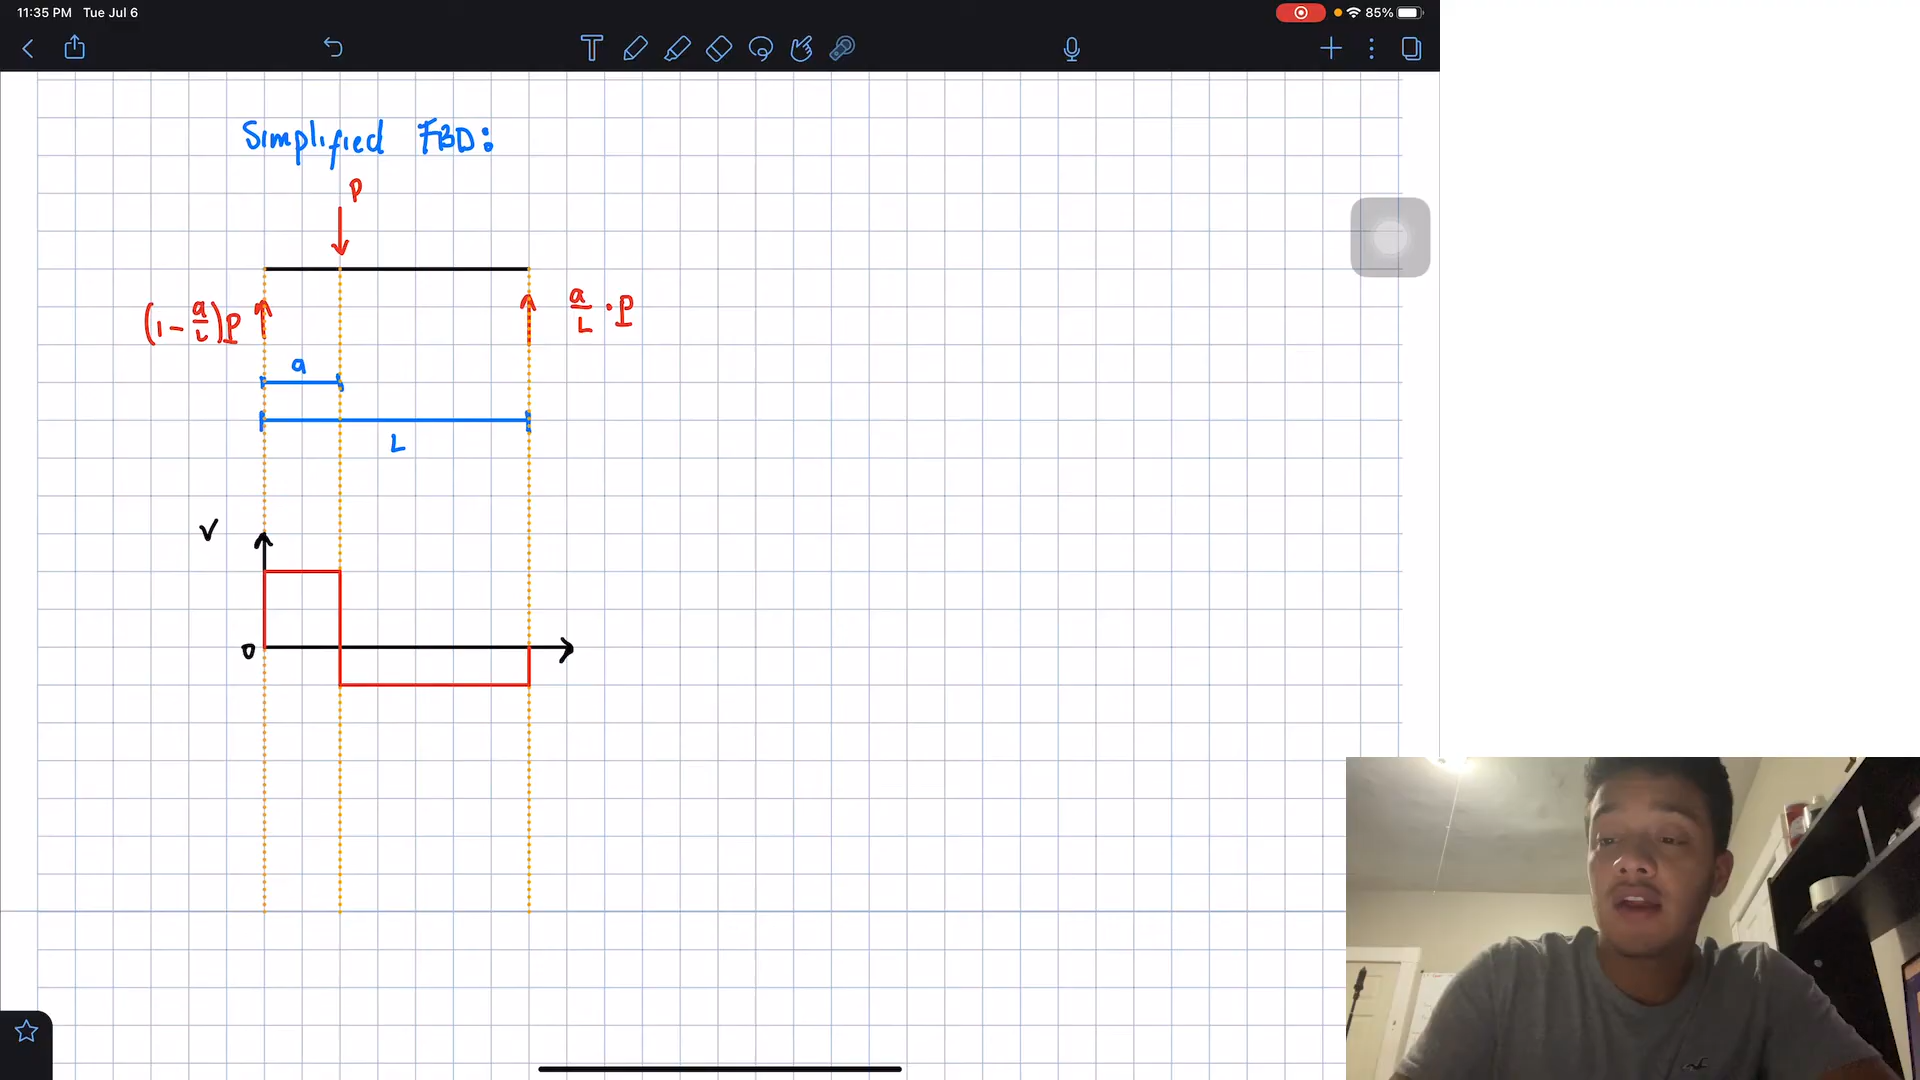 11:35 PM Tue Jul 6
85%
Simplified FBD:
P
(1-a/L)P
a/L · P
a
L
V
0